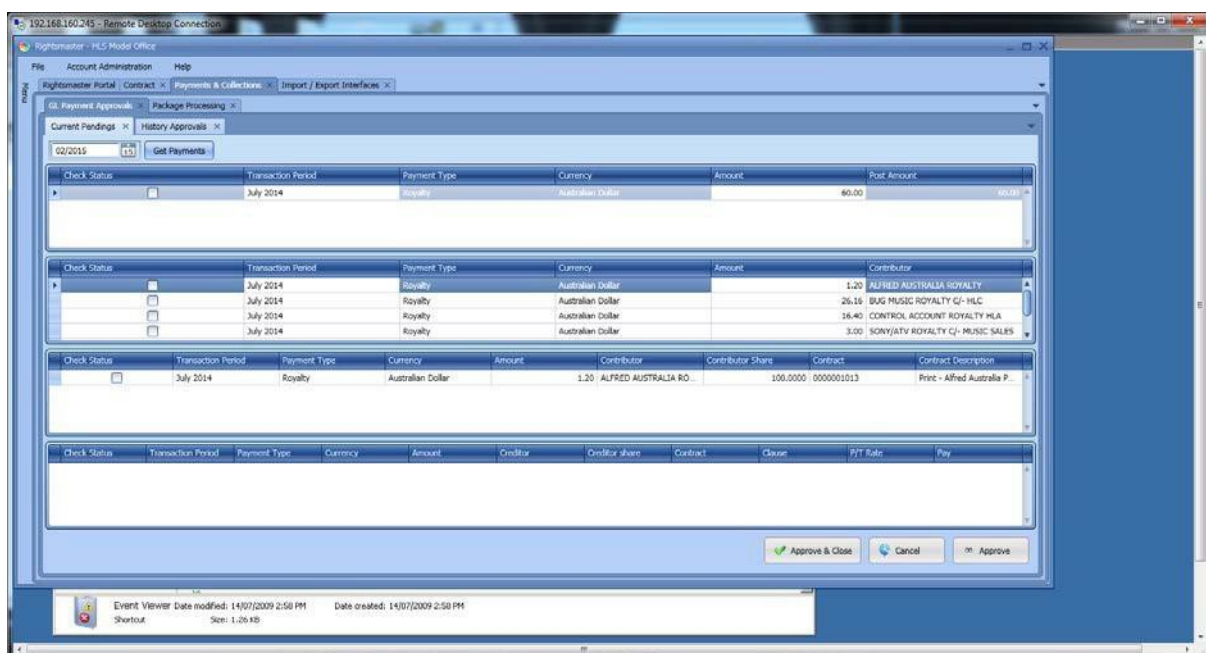 192.168.160.245 - Remote Desktop Connection
Rightsmaster - HLS Model Office
File Account Administration Help
Menu
Rightsmaster Portal Contract Payments & Collections Import / Export Interfaces
GL Payment Approvals Package Processing
Current Pendings History Approvals
02/2015 15 Get Payments
Check Status Transaction Period Payment Type Currency Amount Post Amount
July 2014 Royalty Australian Dollar 60.00 60.00
Check Status Transaction Period Payment Type Currency Amount Contributor
July 2014 Royalty Australian Dollar 1.20 ALFRED AUSTRALIA ROYALTY
July 2014 Royalty Australian Dollar 26.16 BUG MUSIC ROYALTY C/- HLC
July 2014 Royalty Australian Dollar 16.40 CONTROL ACCOUNT ROYALTY HLA
July 2014 Royalty Australian Dollar 3.00 SONY/ATV ROYALTY C/- MUSIC SALES
Check Status Transaction Period Payment Type Currency Amount Contributor Contributor Share Contract Contract Description
July 2014 Royalty Australian Dollar 1.20 ALFRED AUSTRALIA RO... 100.0000 0000001013 Print - Alfred Australia P...
Check Status Transaction Period Payment Type Currency Amount Creditor Creditor share Contract Clause P/T Rate Pay
Approve & Close Cancel Approve
Event Viewer Date modified: 14/07/2009 2:58 PM Date created: 14/07/2009 2:58 PM
Shortcut Size: 1.26 KB